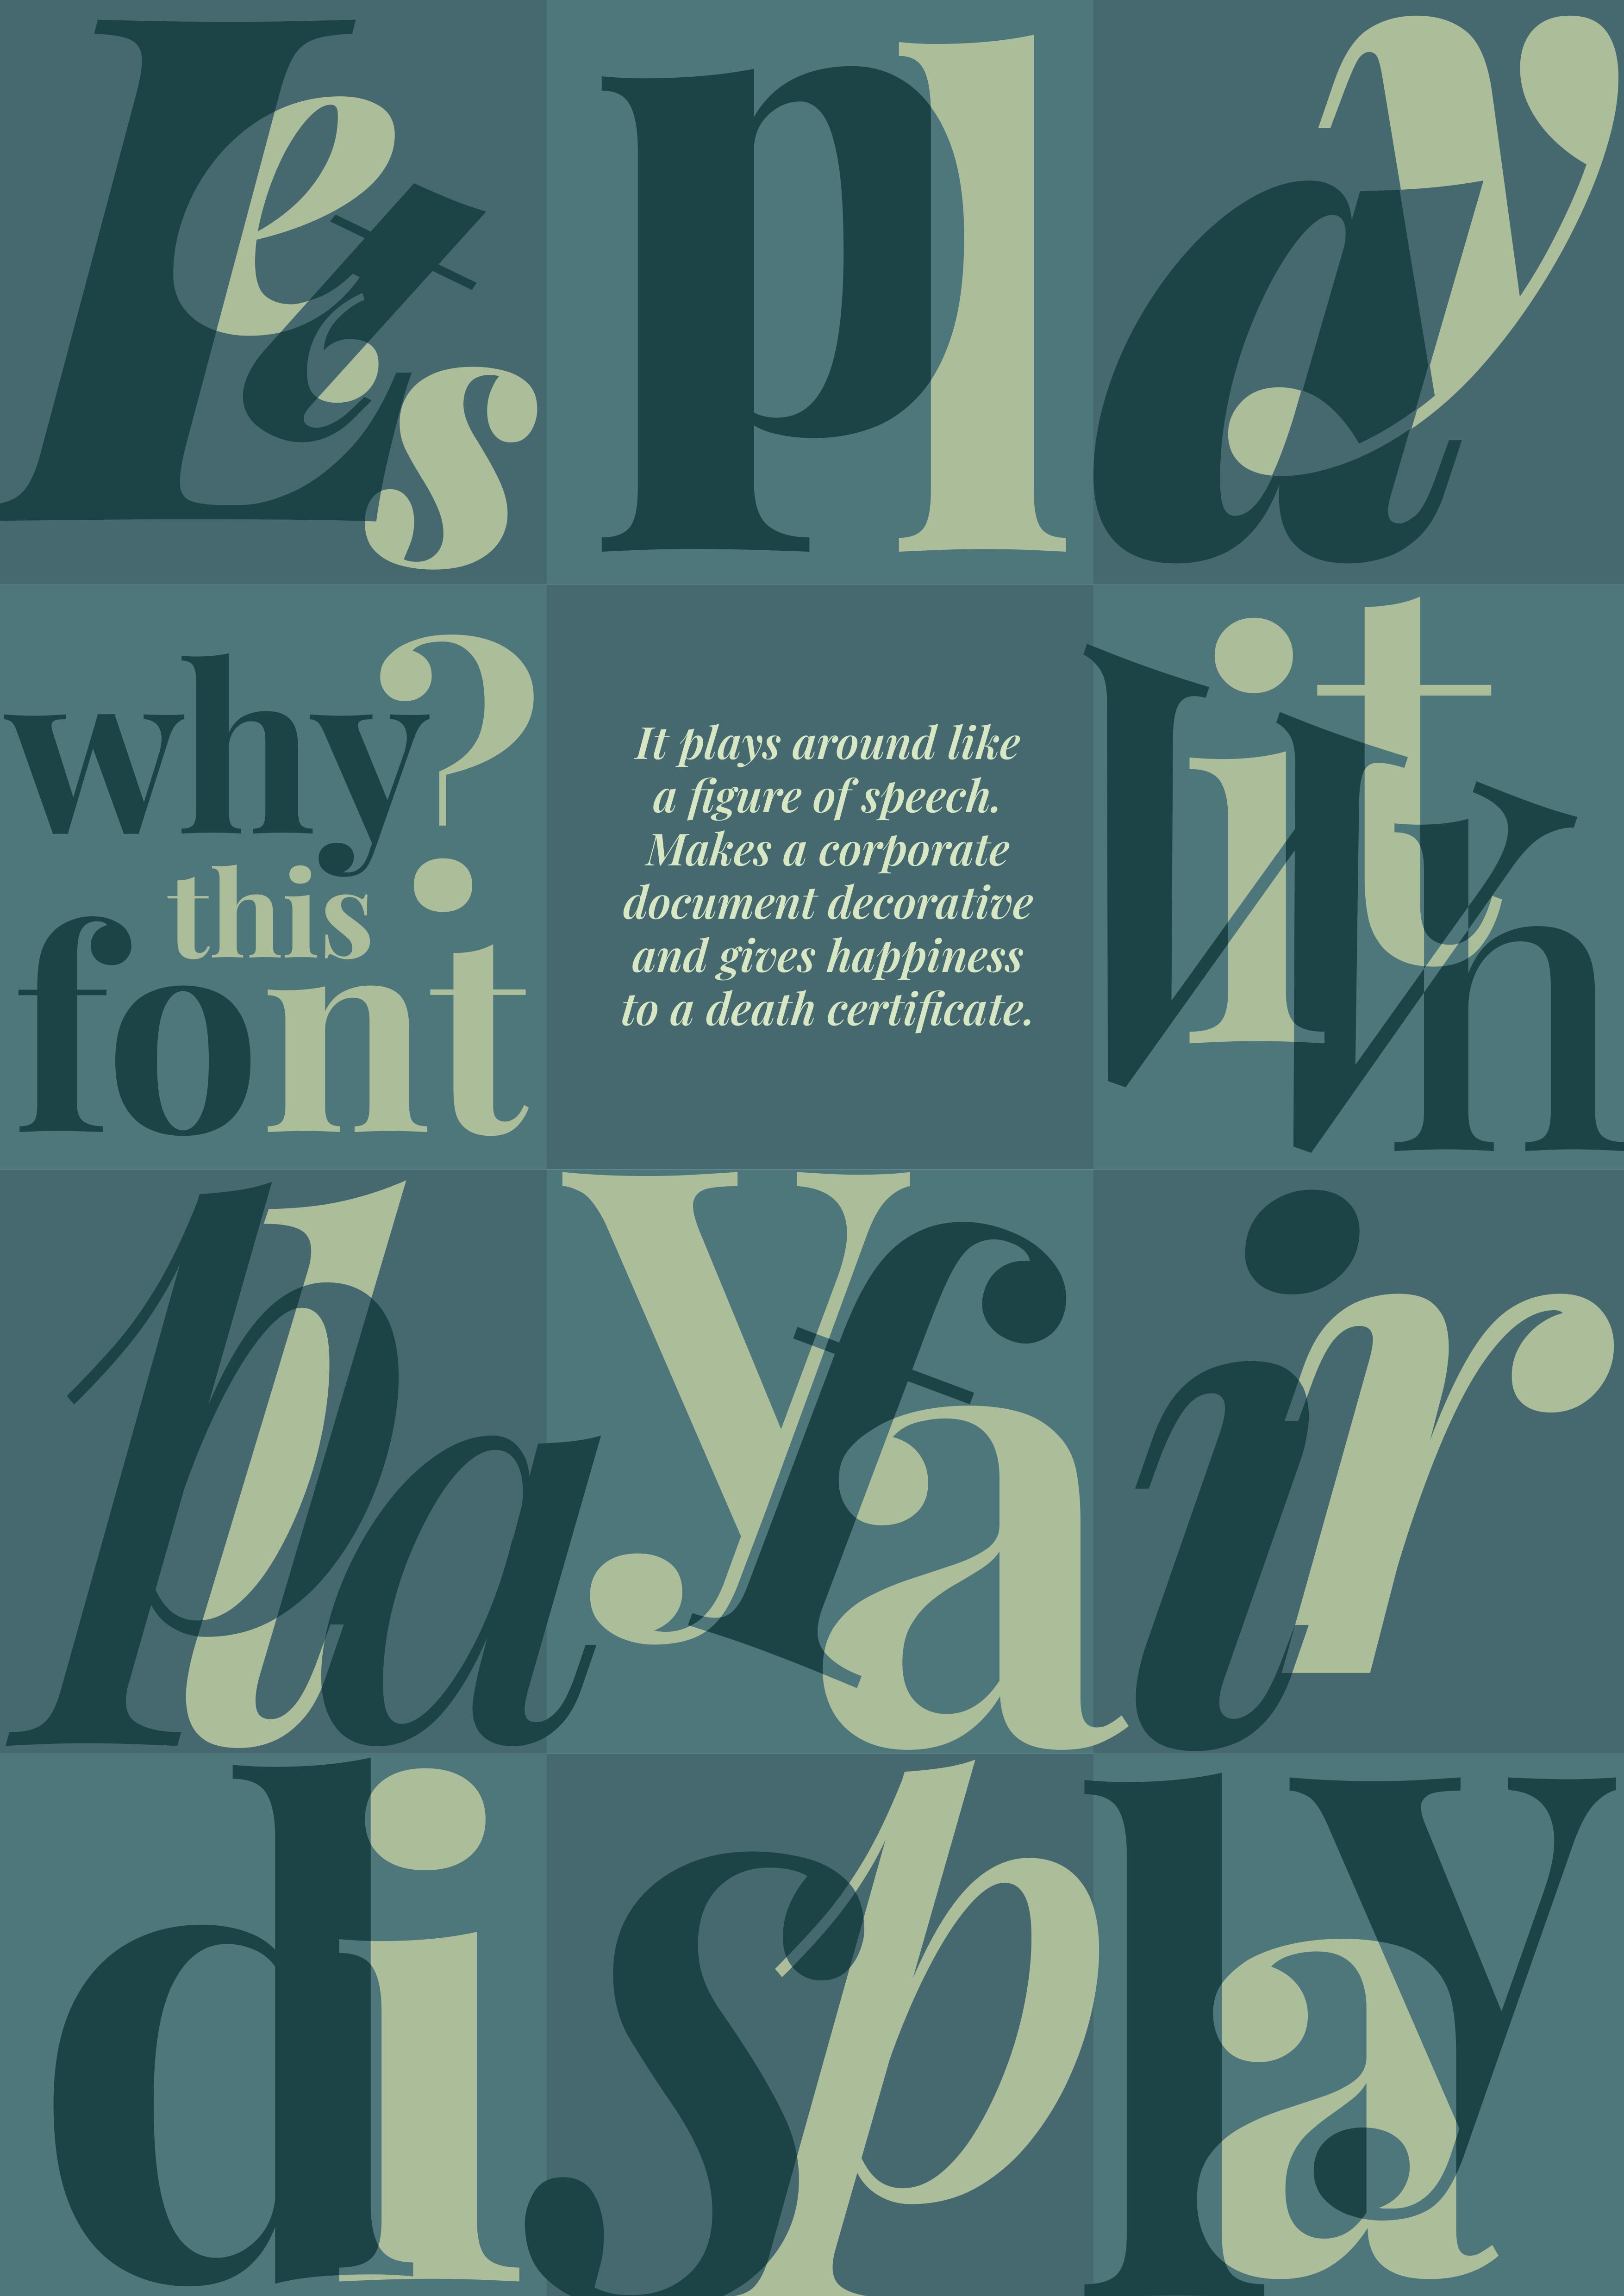 Lets play
why?
this
font
It plays around like
a figure of speech.
Makes a corporate
document decorative
and gives happiness
to a death certificate.
with
playfair
display